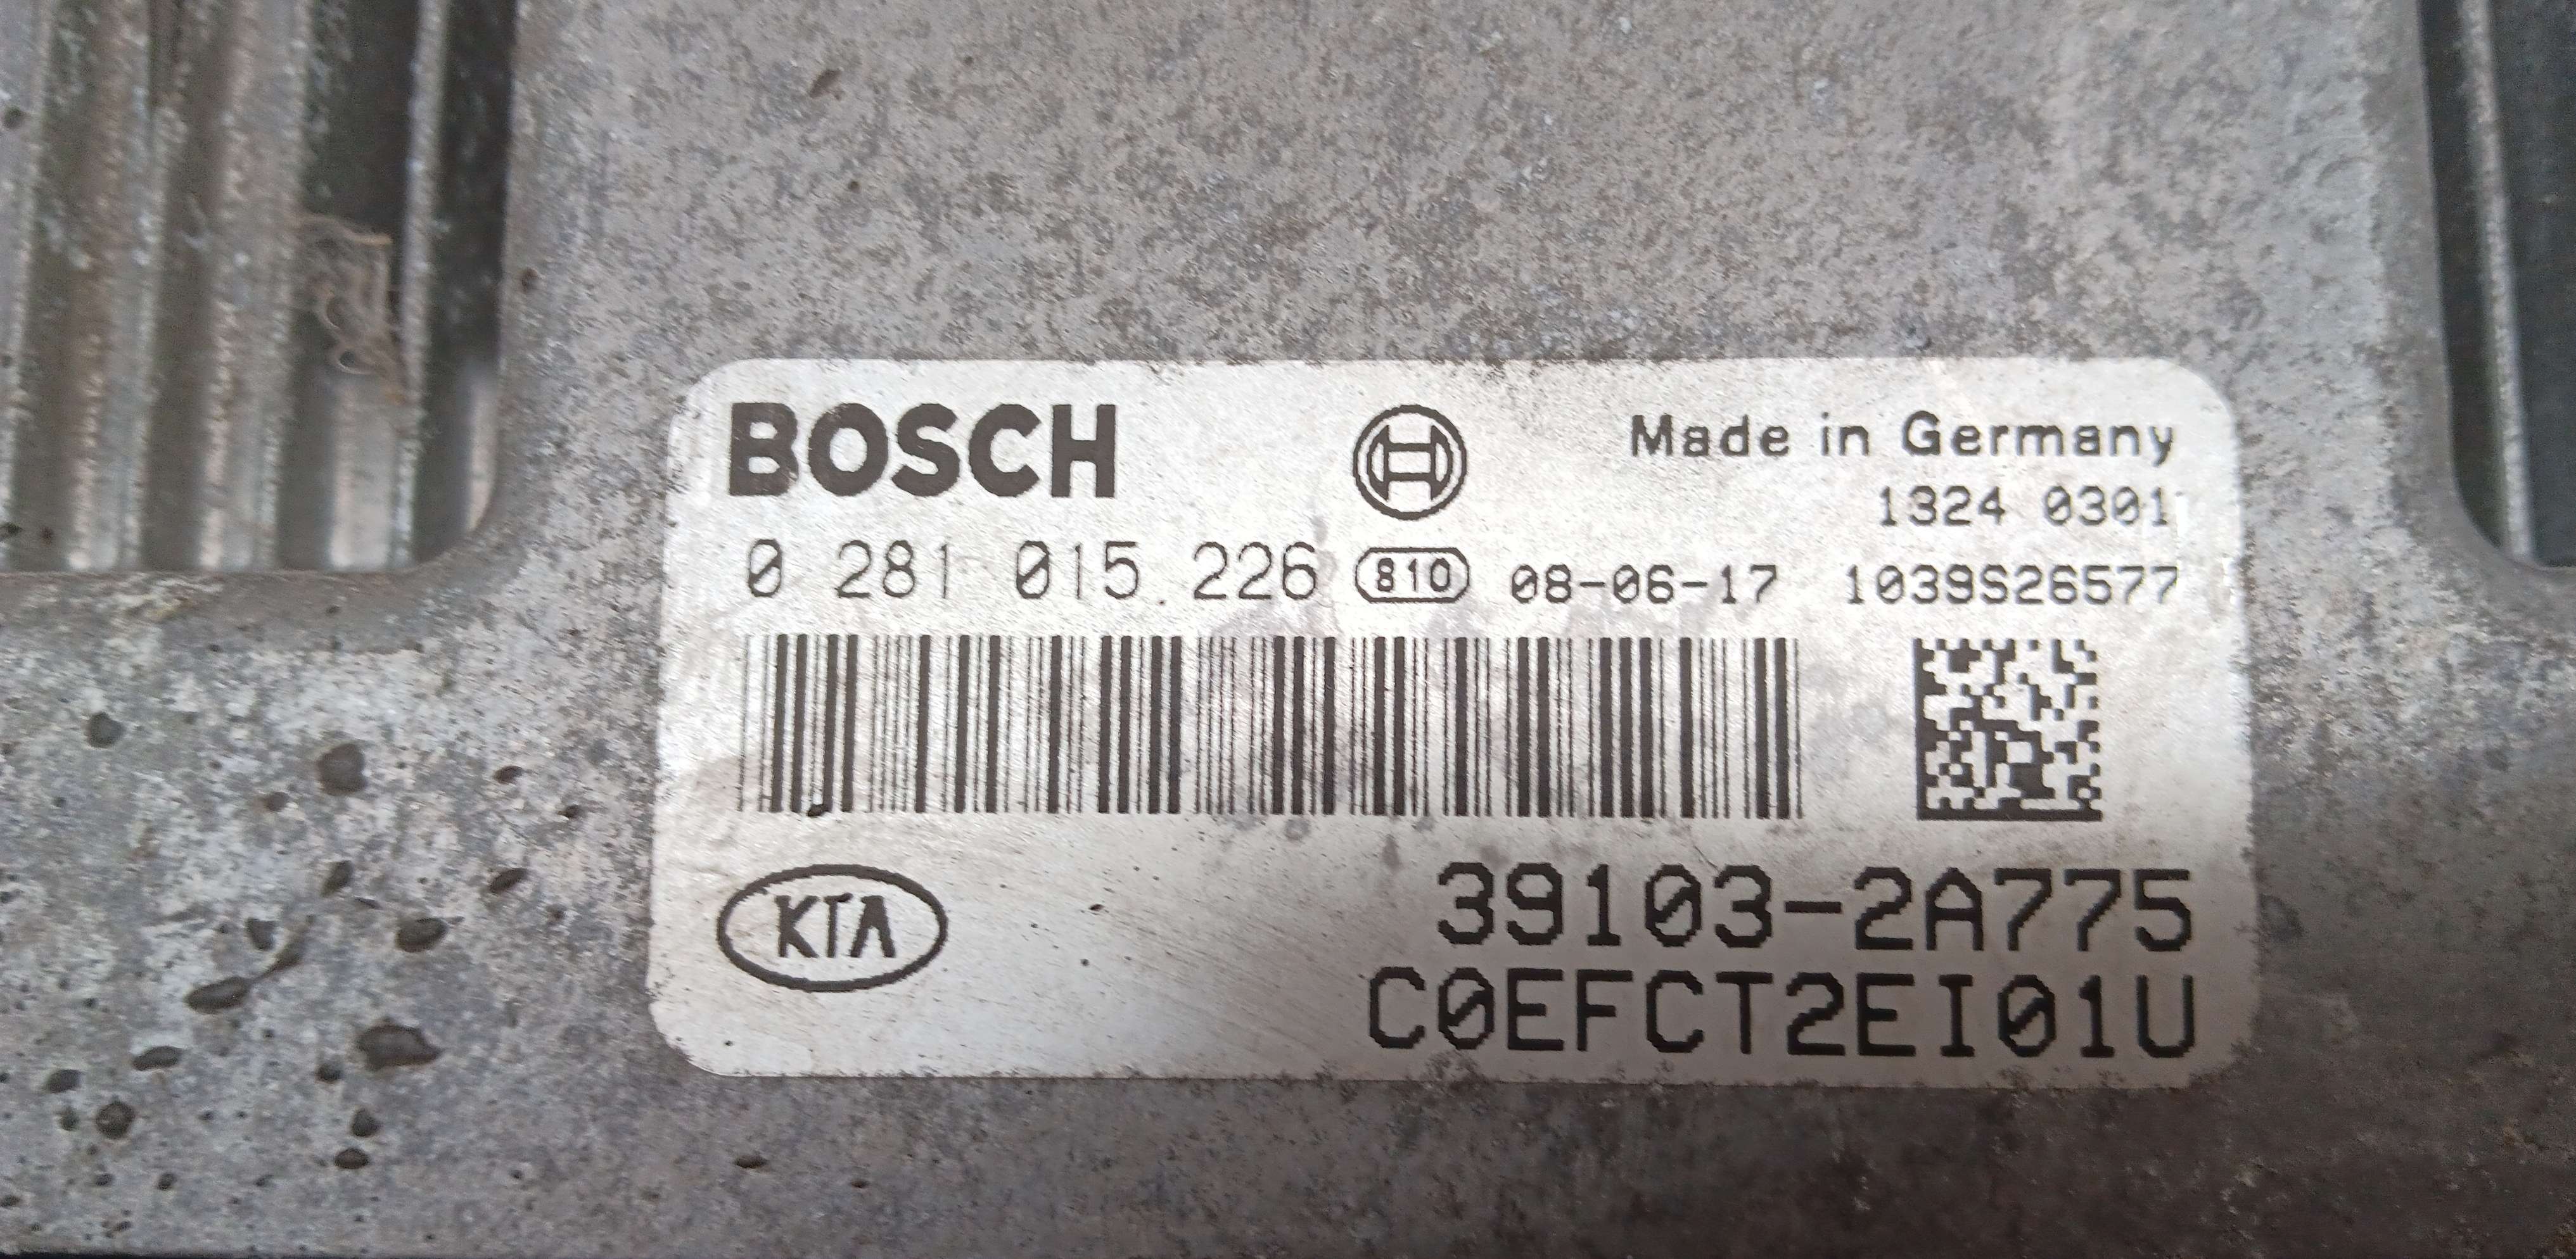 BOSCH Made in Germany
1324 0301
0 281 015 226 810 08-06-17 1039S26577
KIA 39103-2A775
C0EFCT2EI01U